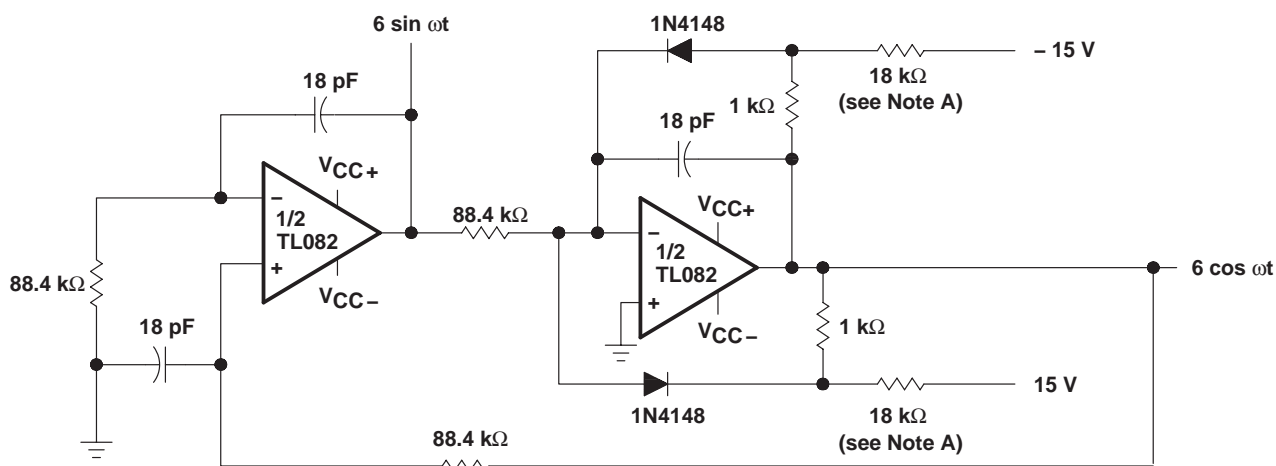 6 sin ωt
1N4148
– 15 V
18 kΩ
(see Note A)
18 pF
1 kΩ
18 pF
VCC+
–
1/2
TL082
+
VCC–
88.4 kΩ
88.4 kΩ
18 pF
VCC+
–
1/2
TL082
+
VCC–
6 cos ωt
1 kΩ
15 V
1N4148
18 kΩ
(see Note A)
88.4 kΩ